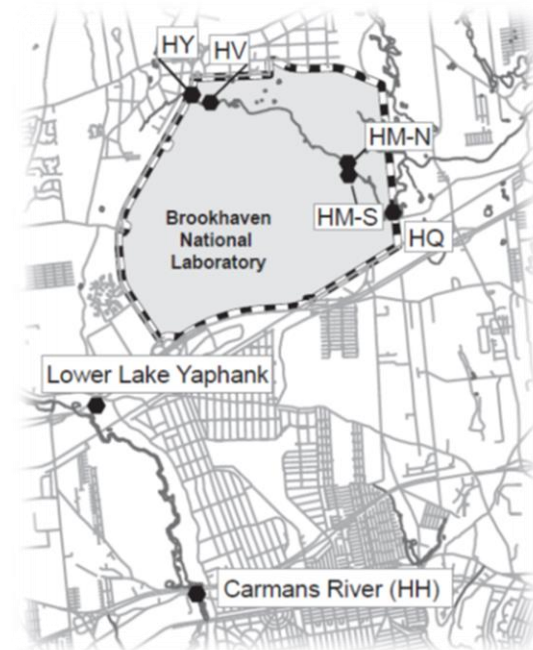 HY
HV
HM-N
HM-S
HQ
Brookhaven
National
Laboratory
Lower Lake Yaphank
Carmans River (HH)